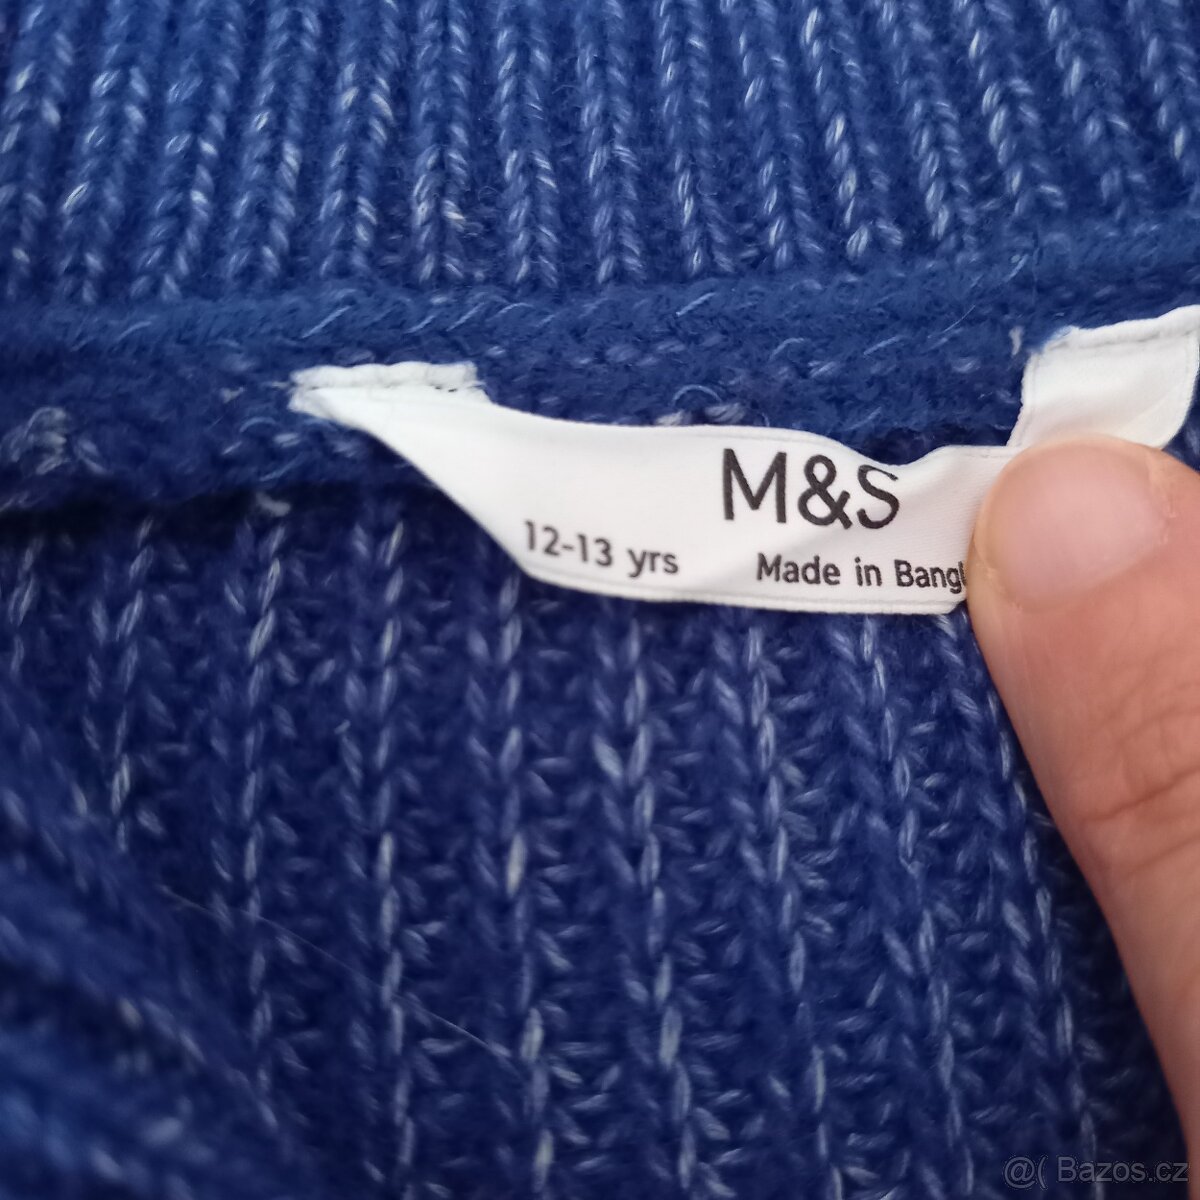 M&S
12-13 yrs Made in Bangl
@( Bazos.cz